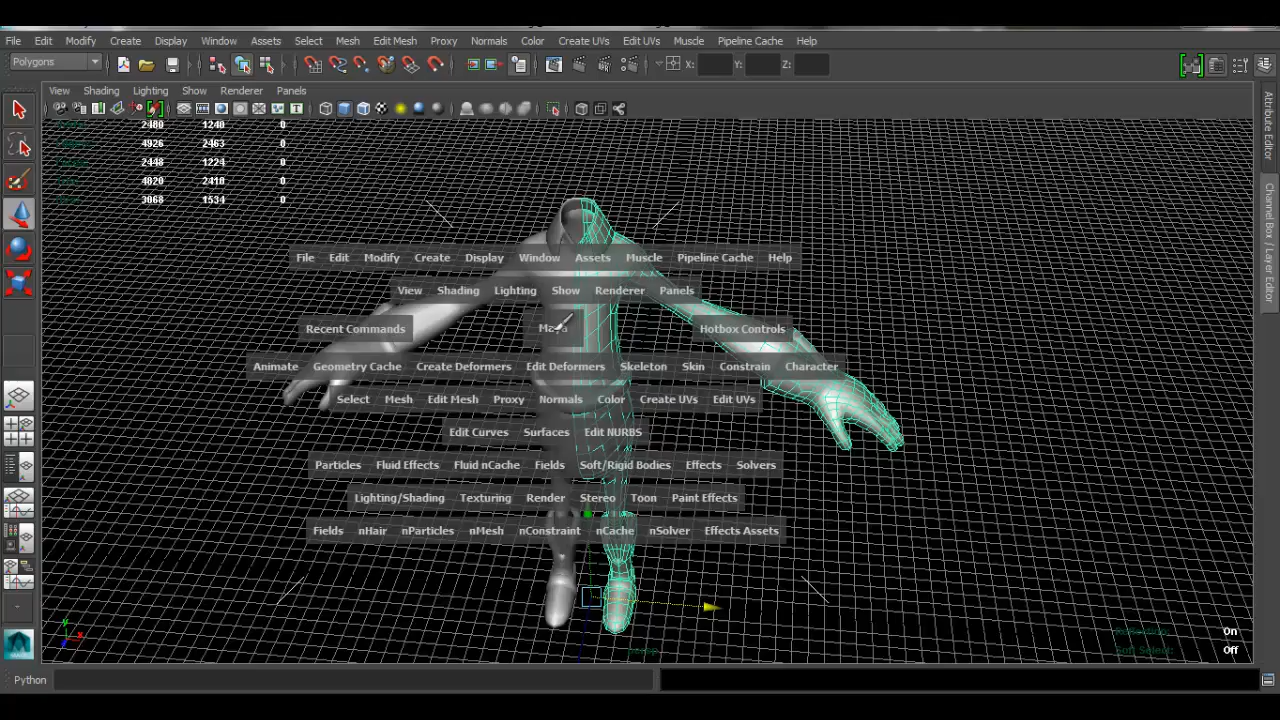 File Edit Modify Create Display Window Assets Select Mesh Edit Mesh Proxy Normals Color Create UVs Edit UVs Muscle Pipeline Cache Help
Polygons X: Y: Z:
View Shading Lighting Show Renderer Panels
2480 1240 0
4926 2463 0
2448 1224 0
4820 2410 0
3068 1534 0
Attribute Editor
Channel Box / Layer Editor
File Edit Modify Create Display Window Assets Muscle Pipeline Cache Help
View Shading Lighting Show Renderer Panels
Recent Commands Maya Hotbox Controls
Animate Geometry Cache Create Deformers Edit Deformers Skeleton Skin Constrain Character
Select Mesh Edit Mesh Proxy Normals Color Create UVs Edit UVs
Edit Curves Surfaces Edit NURBS
Particles Fluid Effects Fluid nCache Fields Soft/Rigid Bodies Effects Solvers
Lighting/Shading Texturing Render Stereo Toon Paint Effects
Fields nHair nParticles nMesh nConstraint nCache nSolver Effects Assets
y x z
On
Soft Select: Off
persp
Python